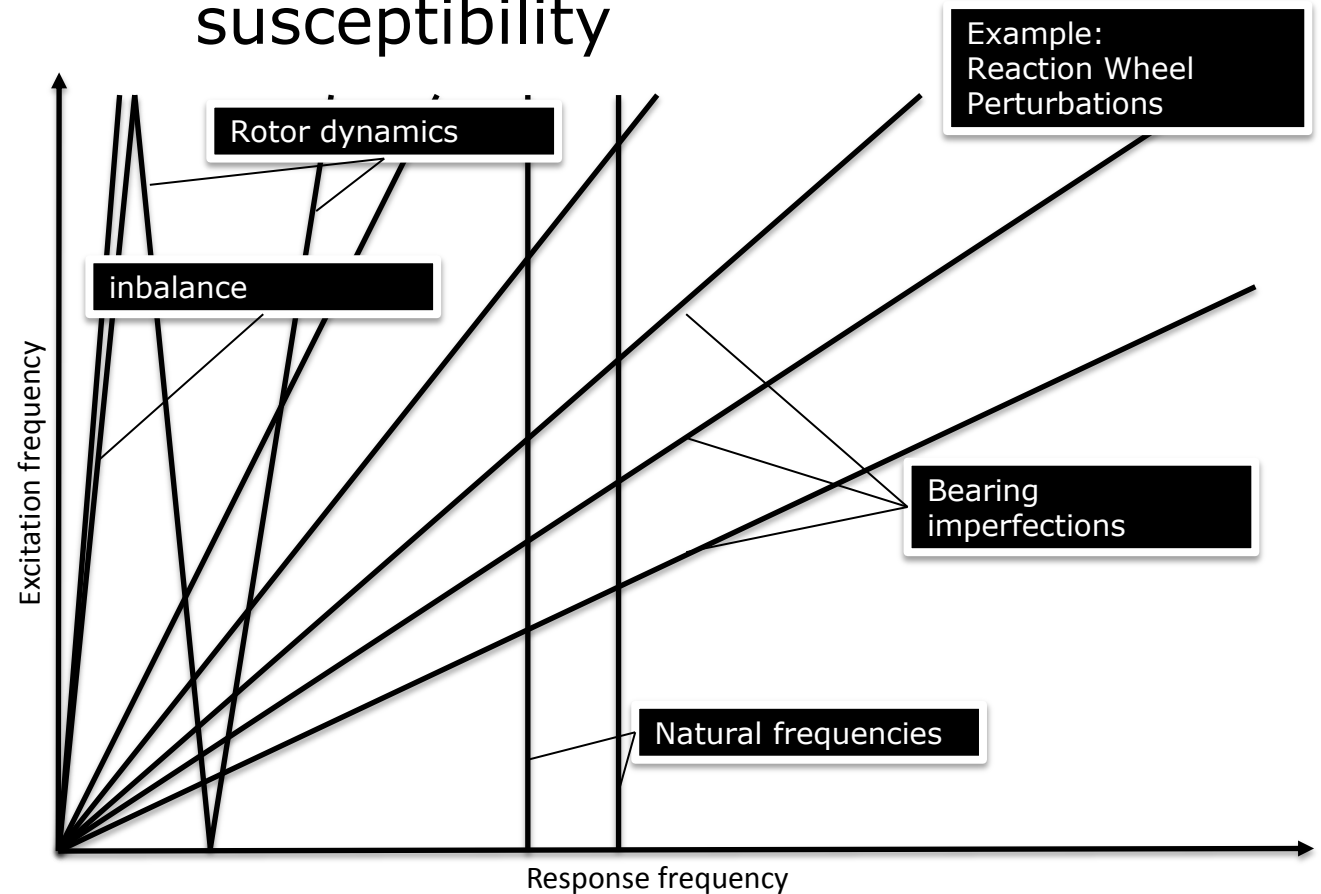 susceptibility
Example:
Reaction Wheel
Perturbations
Rotor dynamics
inbalance
Excitation frequency
Bearing
imperfections
Natural frequencies
Response frequency